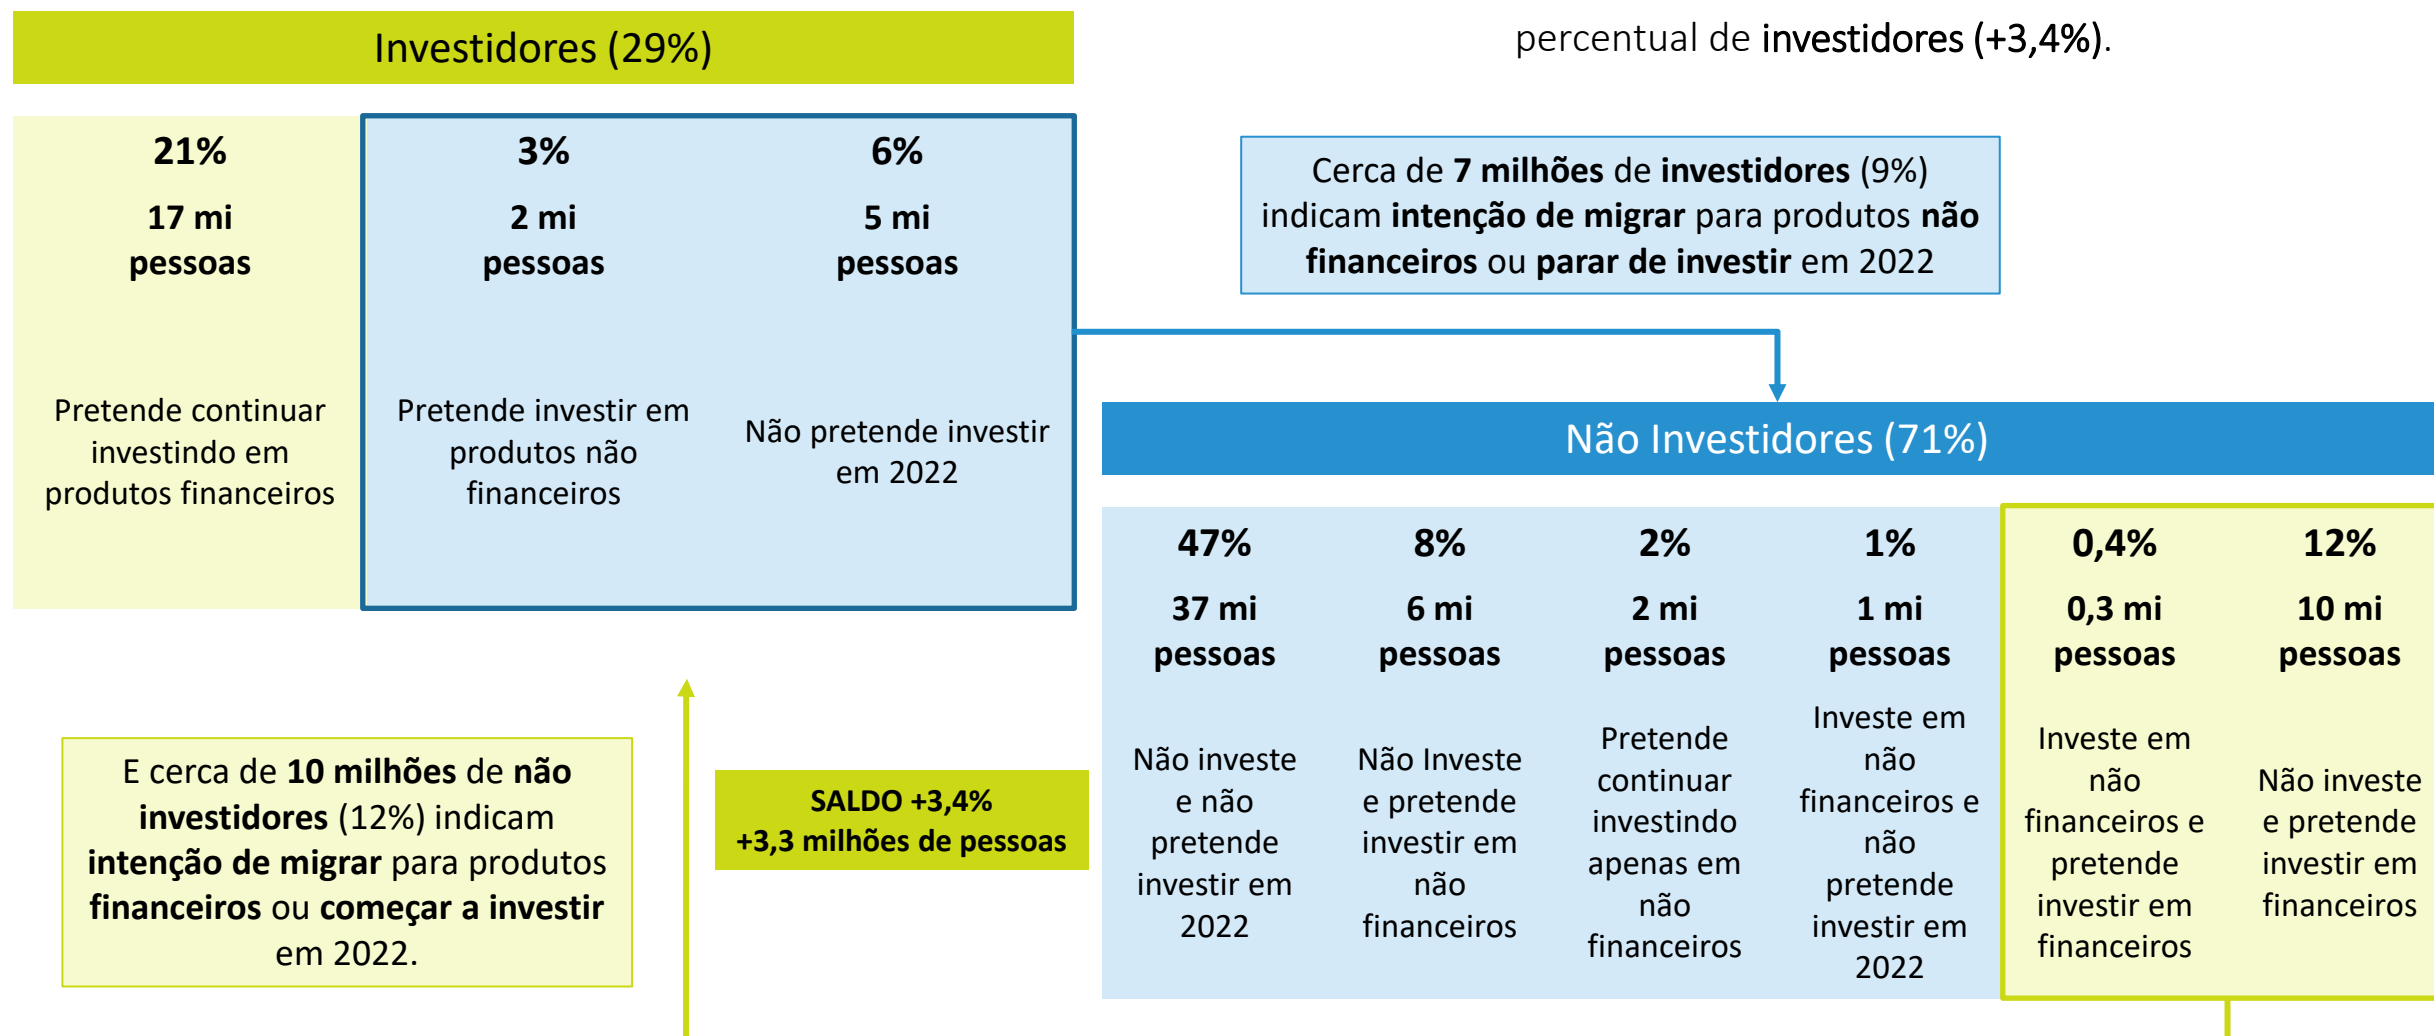 Investidores (29%)
percentual de investidores (+3,4%).
21%
17 mi
pessoas
Pretende continuar
investindo em
produtos financeiros
3%
2 mi
pessoas
Pretende investir em
produtos não
financeiros
6%
5 mi
pessoas
Não pretende investir
em 2022
Cerca de 7 milhões de investidores (9%)
indicam intenção de migrar para produtos não
financeiros ou parar de investir em 2022
Não Investidores (71%)
47%
37 mi
pessoas
Não investe
e não
pretende
investir em
2022
8%
6 mi
pessoas
Não Investe
e pretende
investir em
não
financeiros
2%
2 mi
pessoas
Pretende
continuar
investindo
apenas em
não
financeiros
1%
1 mi
pessoas
Investe em
não
financeiros e
não
pretende
investir em
2022
0,4%
0,3 mi
pessoas
Investe em
não
financeiros e
pretende
investir em
financeiros
12%
10 mi
pessoas
Não investe
e pretende
investir em
financeiros
E cerca de 10 milhões de não
investidores (12%) indicam
intenção de migrar para produtos
financeiros ou começar a investir
em 2022.
SALDO +3,4%
+3,3 milhões de pessoas